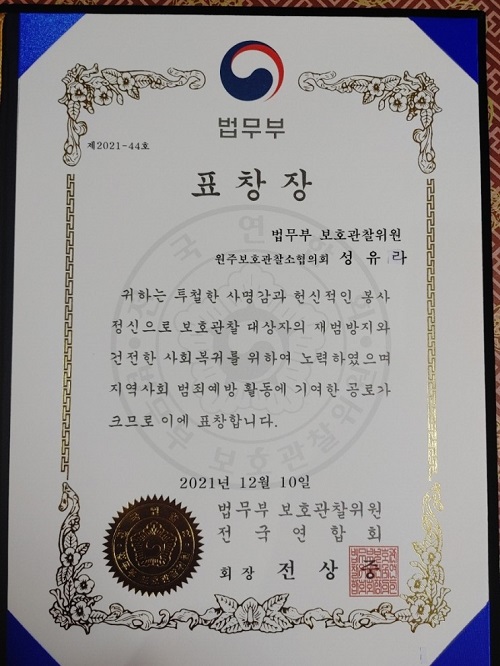 법무부
제2021-44호
표창장
법무부 보호관찰위원
원주보호관찰소협의회 성유라
귀하는 투철한 사명감과 헌신적인 봉사
정신으로 보호관찰 대상자의 재범방지와
건전한 사회복귀를 위하여 노력하였으며
지역사회 범죄예방 활동에 기여한 공로가
크므로 이에 표창합니다.
2021년 12월 10일
법무부 보호관찰위원
전국연합회
회장 전상중